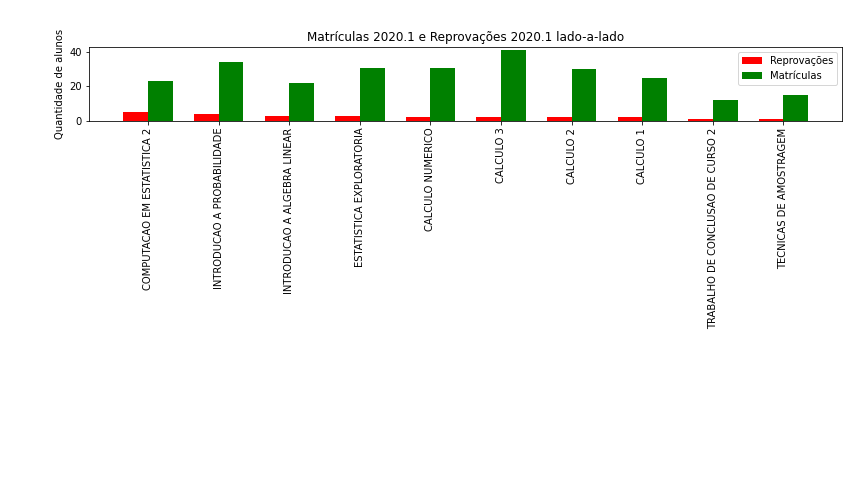 Matrículas 2020.1 e Reprovações 2020.1 lado-a-lado
Quantidade de alunos
40
20
0
Reprovações
Matrículas
COMPUTACAO EM ESTATISTICA 2
INTRODUCAO A PROBABILIDADE
INTRODUCAO A ALGEBRA LINEAR
ESTATISTICA EXPLORATORIA
CALCULO NUMERICO
CALCULO 3
CALCULO 2
CALCULO 1
TRABALHO DE CONCLUSAO DE CURSO 2
TECNICAS DE AMOSTRAGEM